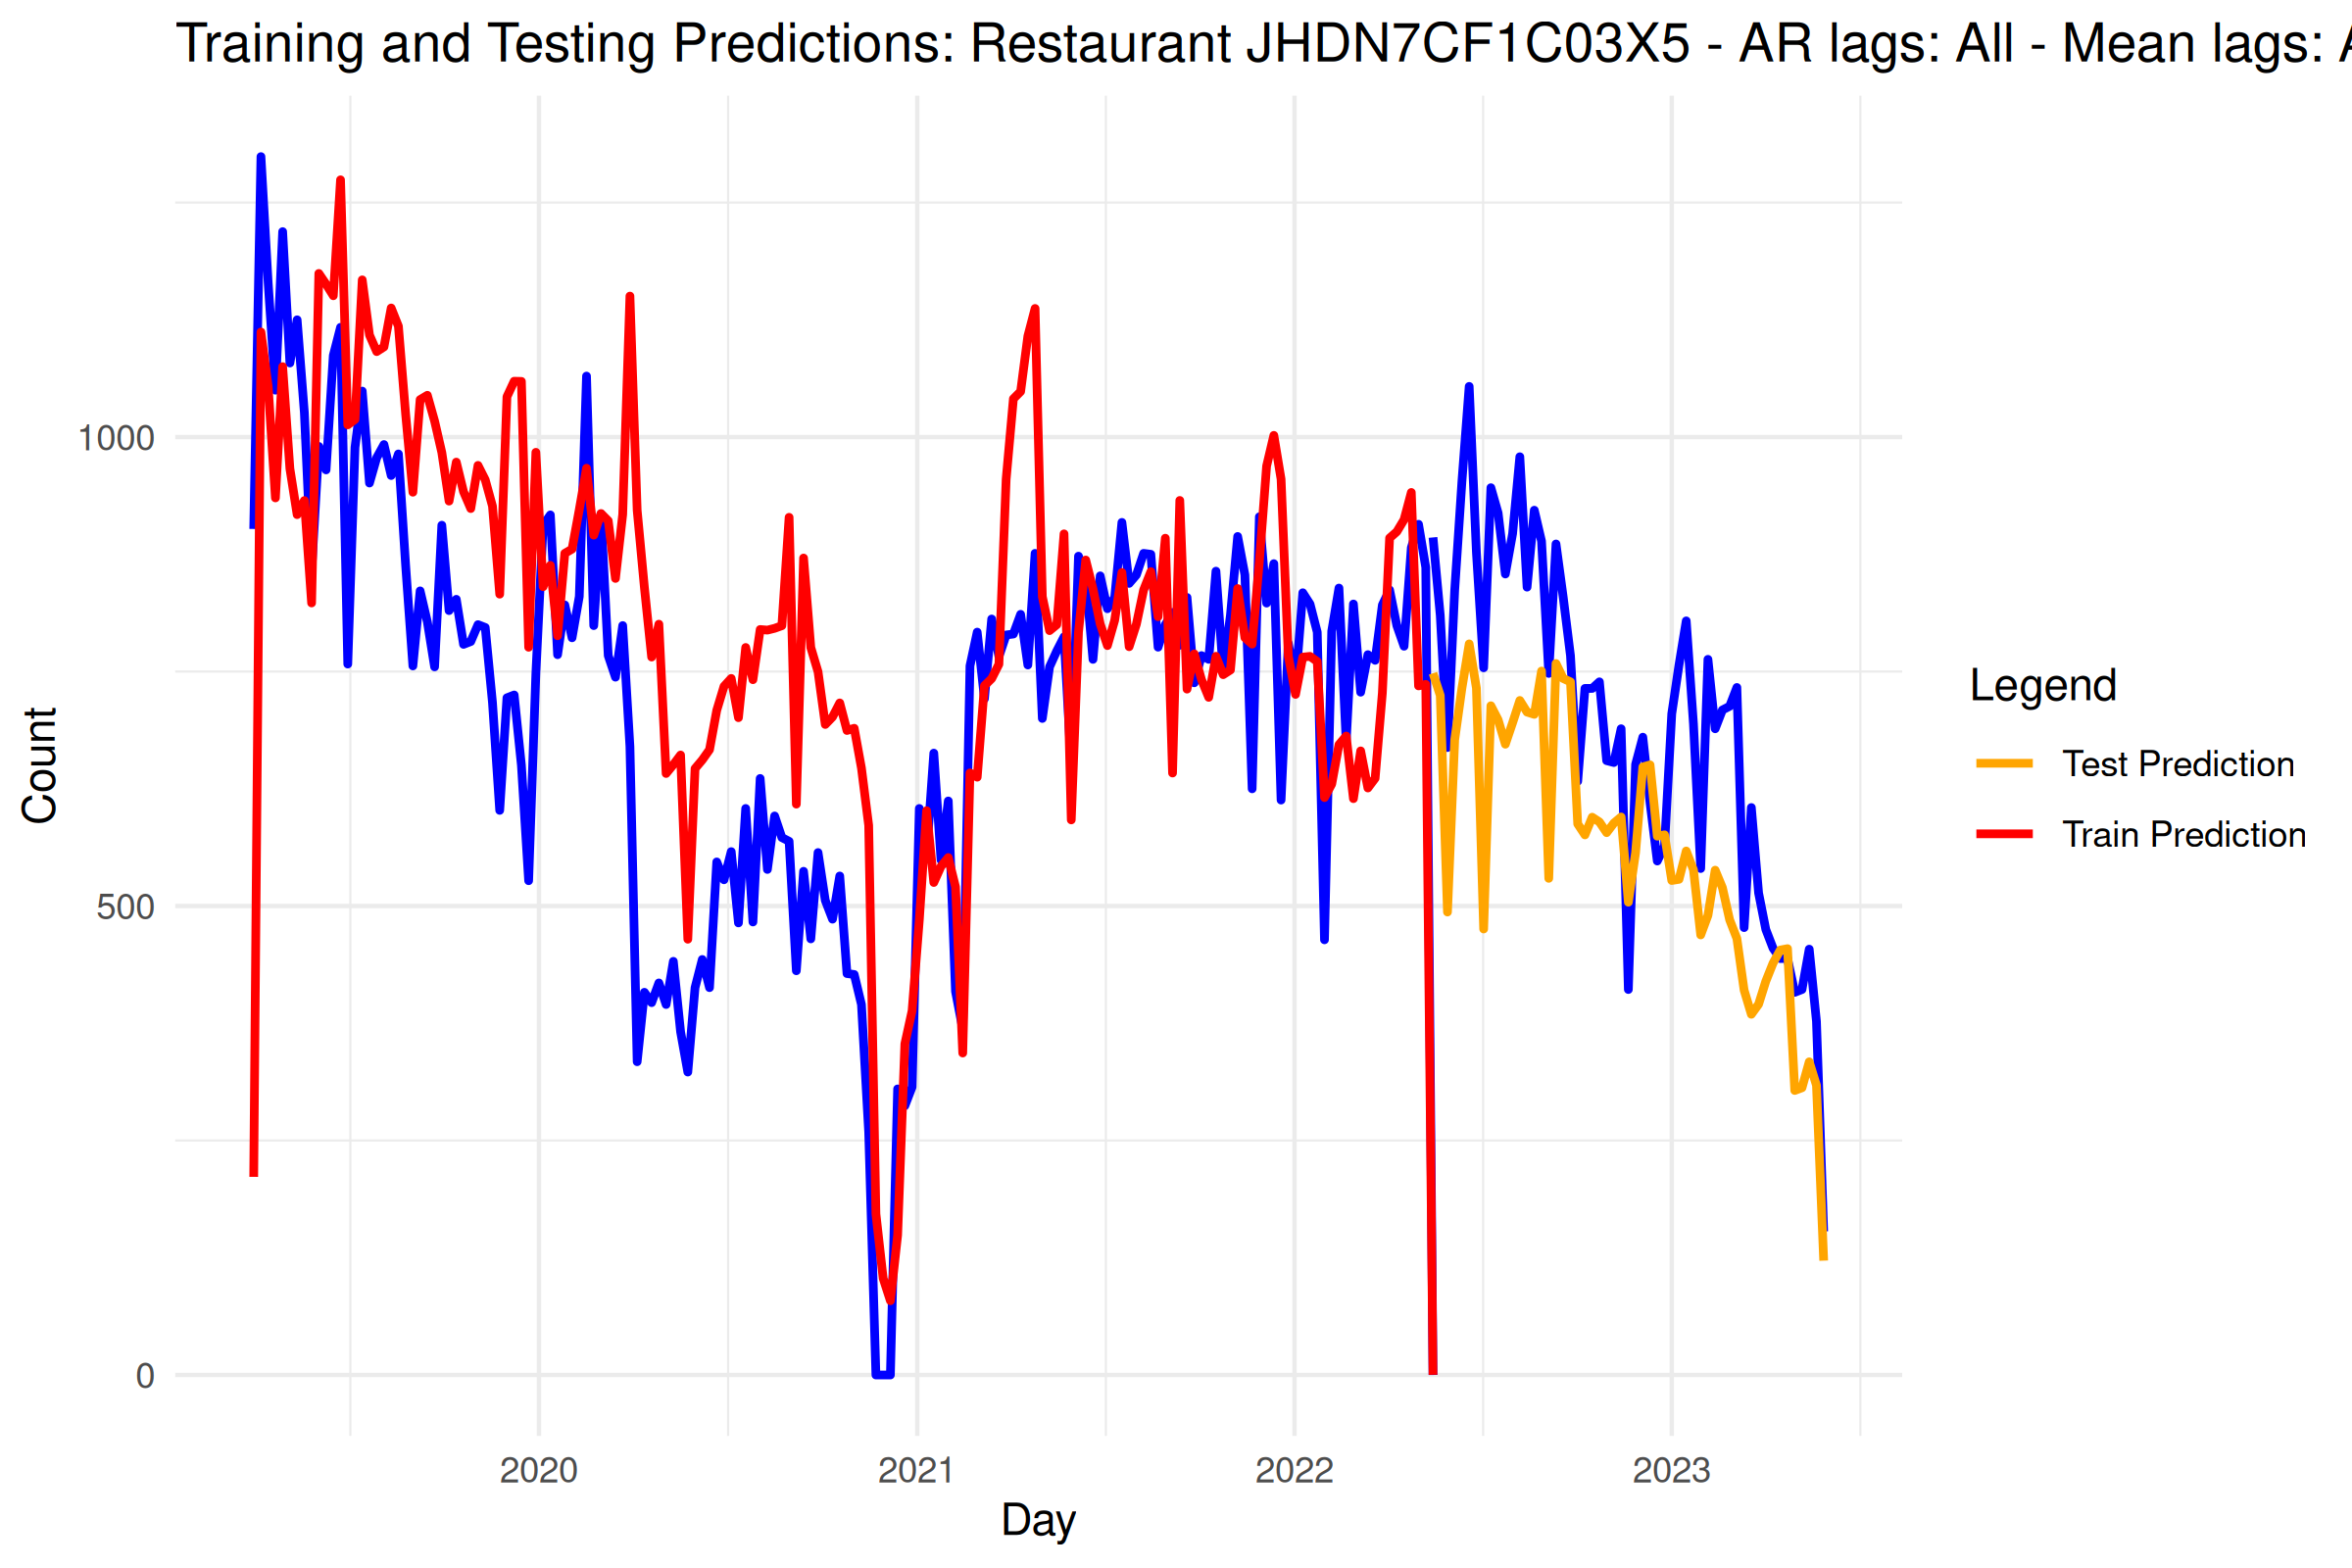 Training and Testing Predictions: Restaurant JHDN7CF1C03X5 - AR lags: All - Mean lags:
Count
1000
500
0
2020
2021
2022
2023
Day
Legend
Test Prediction
Train Prediction